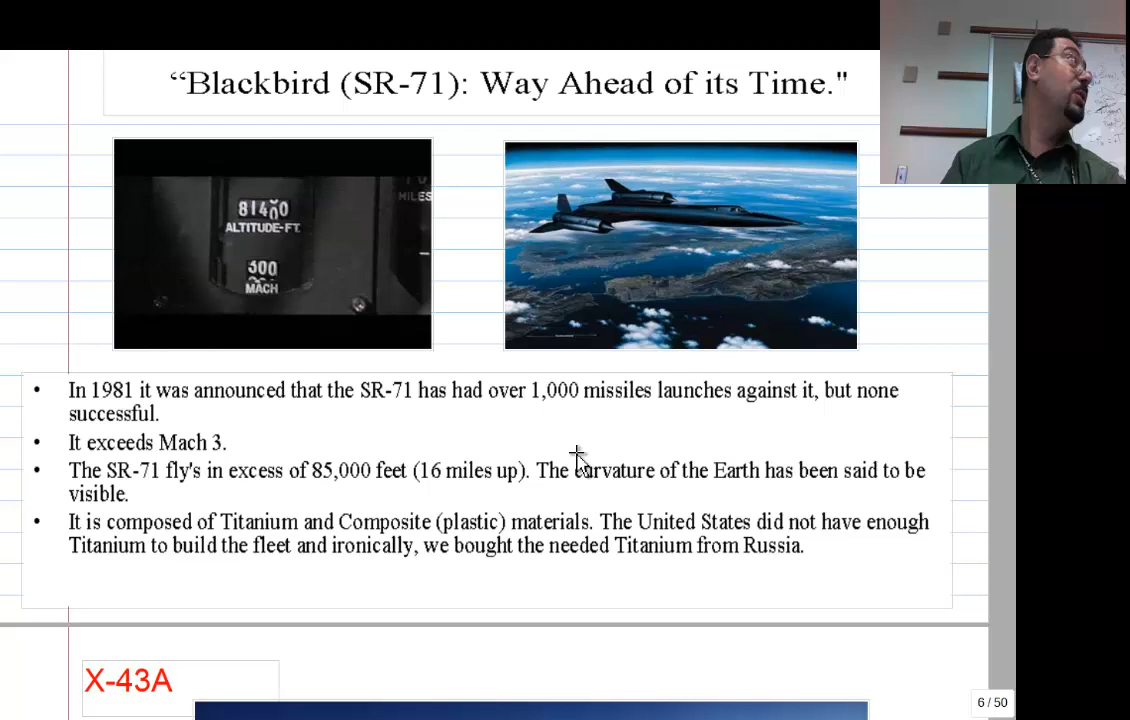 “Blackbird (SR-71): Way Ahead of its Time."
81400
ALTITUDE-FT.
MILES
300
MACH
• In 1981 it was announced that the SR-71 has had over 1,000 missiles launches against it, but none
successful.
• It exceeds Mach 3.
• The SR-71 fly's in excess of 85,000 feet (16 miles up). The curvature of the Earth has been said to be
visible.
• It is composed of Titanium and Composite (plastic) materials. The United States did not have enough
Titanium to build the fleet and ironically, we bought the needed Titanium from Russia.
X-43A
6 / 50